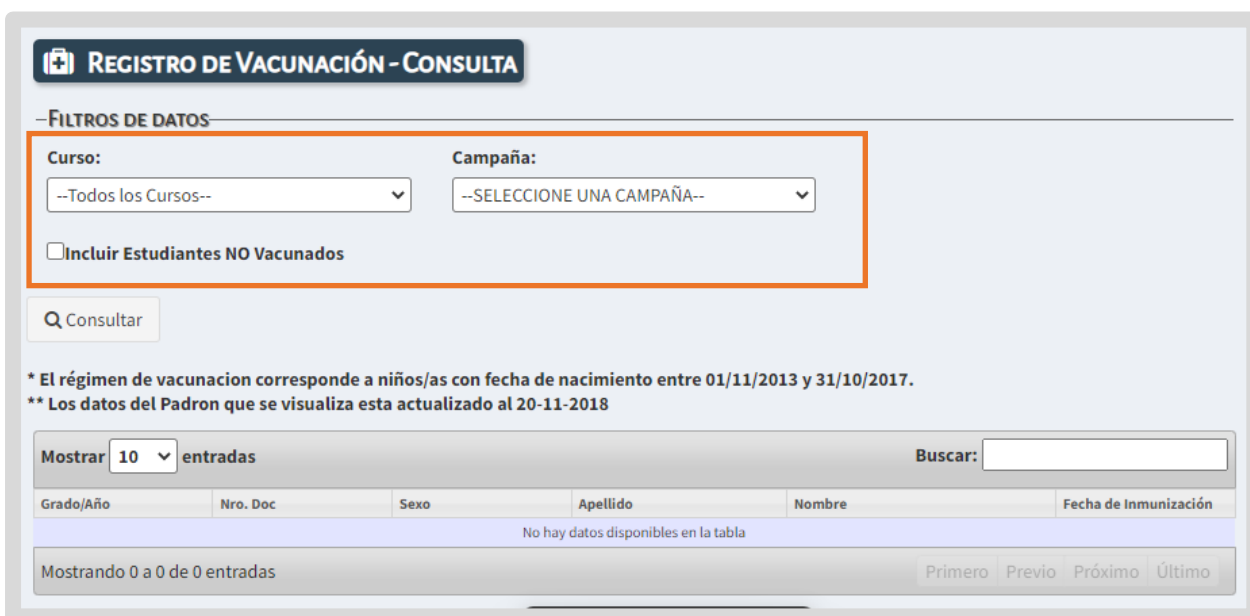 REGISTRO DE VACUNACIÓN - CONSULTA
FILTROS DE DATOS
Curso: Campaña:
--Todos los Cursos-- --SELECCIONE UNA CAMPAÑA--
Incluir Estudiantes NO Vacunados
Consultar
* El régimen de vacunacion corresponde a niños/as con fecha de nacimiento entre 01/11/2013 y 31/10/2017.
** Los datos del Padron que se visualiza esta actualizado al 20-11-2018
Mostrar 10 entradas Buscar:
Grado/Año Nro. Doc Sexo Apellido Nombre Fecha de Inmunización
No hay datos disponibles en la tabla
Mostrando 0 a 0 de 0 entradas Primero Previo Próximo Último